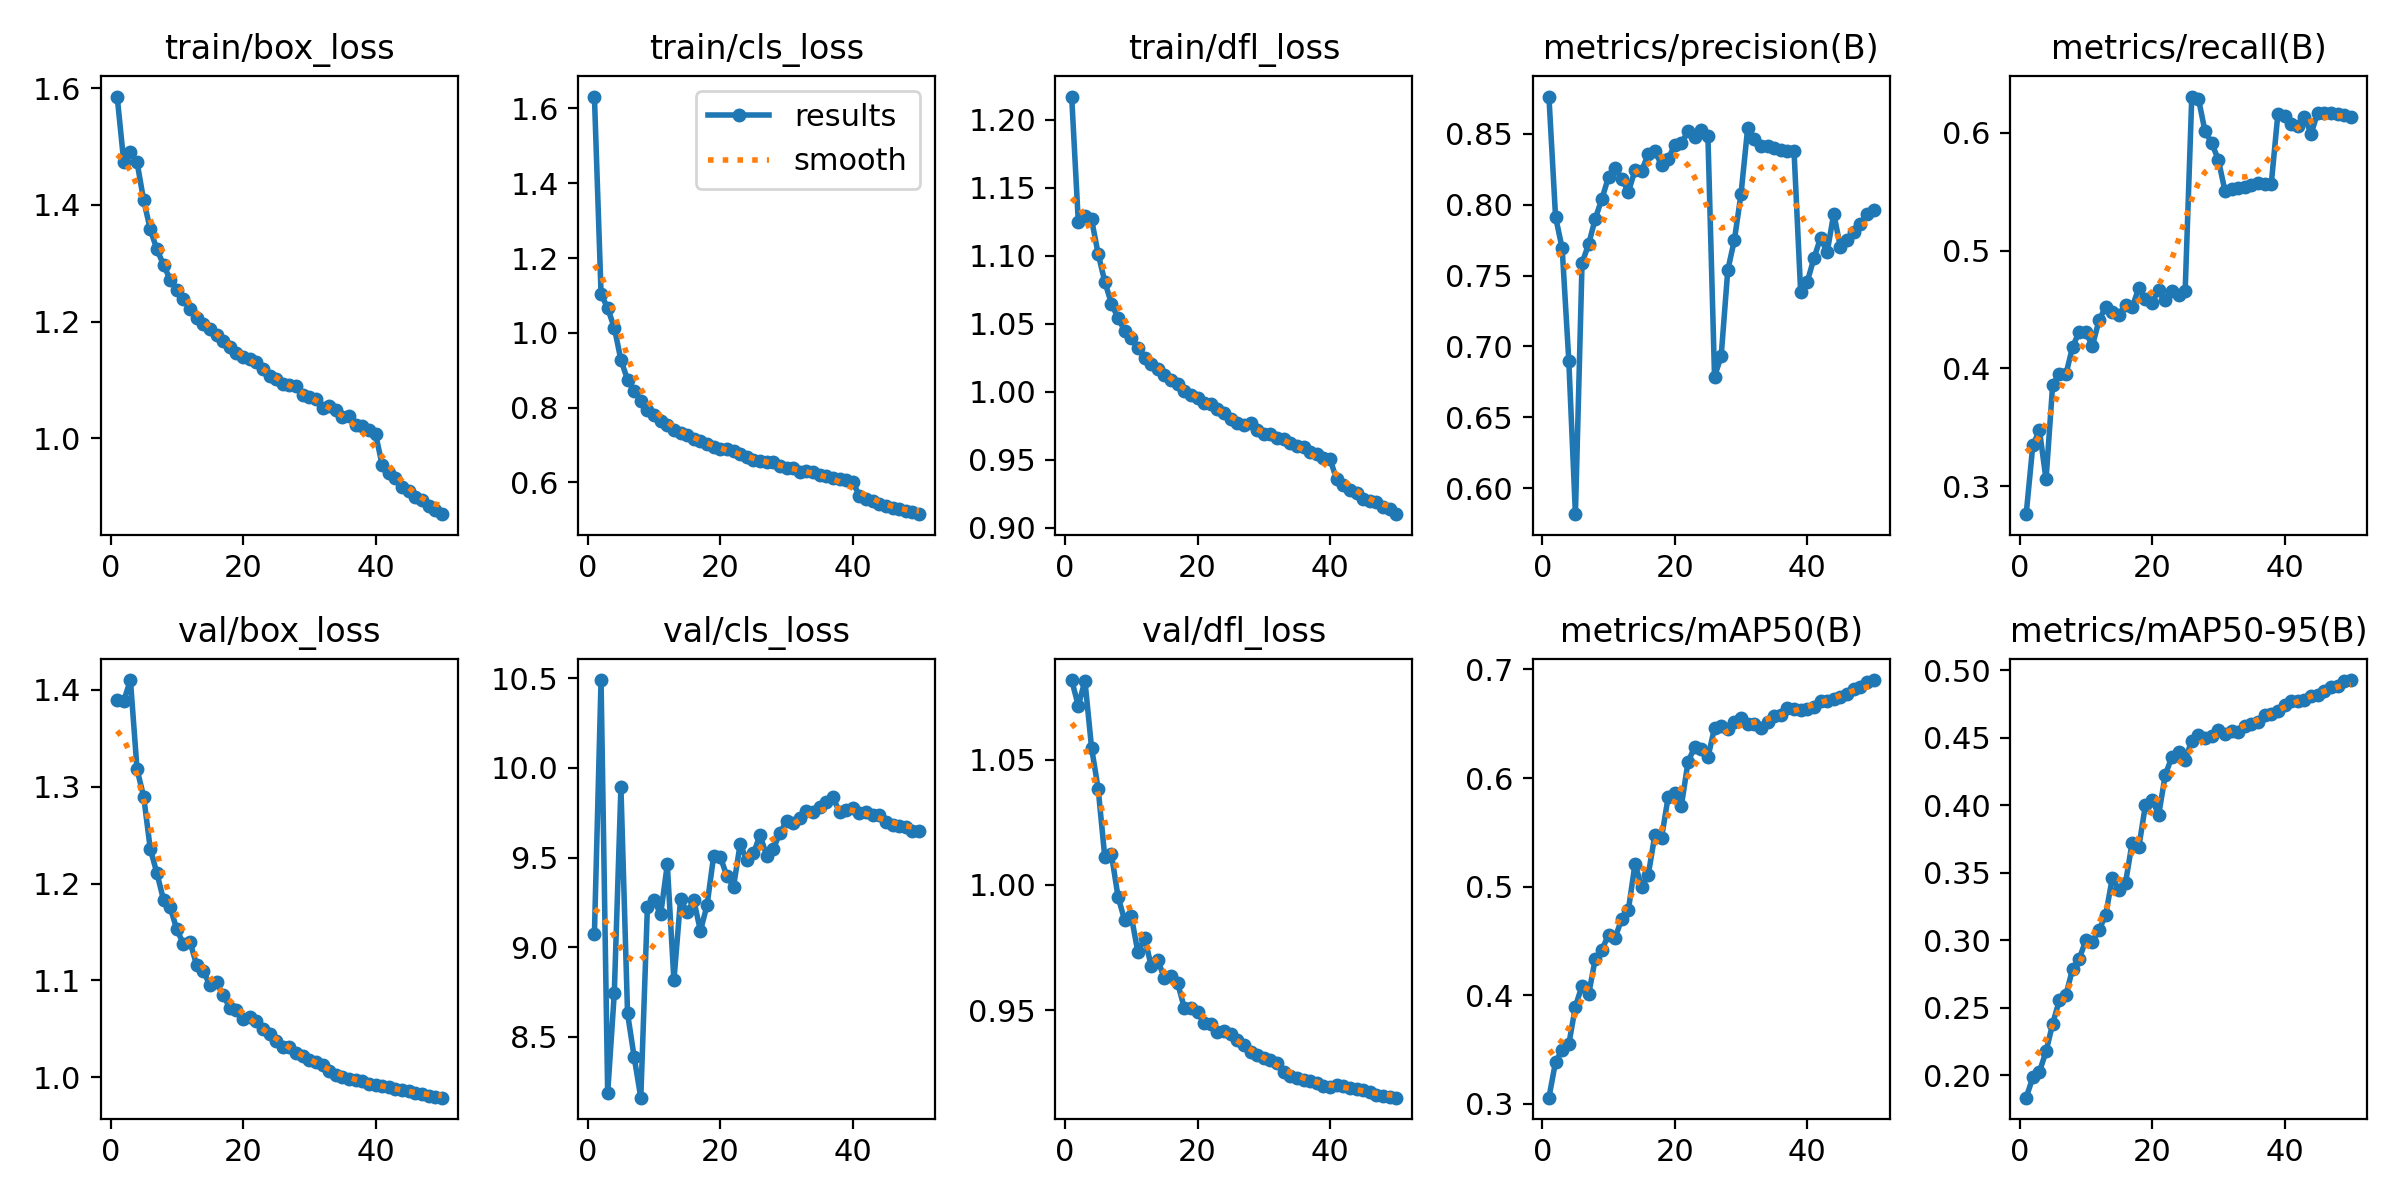 train/box_loss
1.6
1.4
1.2
1.0
0 20 40
train/cls_loss
results
smooth
1.6
1.4
1.2
1.0
0.8
0.6
0 20 40
train/dfl_loss
1.20
1.15
1.10
1.05
1.00
0.95
0.90
0 20 40
metrics/precision(B)
0.85
0.80
0.75
0.70
0.65
0.60
0 20 40
metrics/recall(B)
0.6
0.5
0.4
0.3
0 20 40
val/box_loss
1.4
1.3
1.2
1.1
1.0
0 20 40
val/cls_loss
10.5
10.0
9.5
9.0
8.5
0 20 40
val/dfl_loss
1.05
1.00
0.95
0 20 40
metrics/mAP50(B)
0.7
0.6
0.5
0.4
0.3
0 20 40
metrics/mAP50-95(B)
0.50
0.45
0.40
0.35
0.30
0.25
0.20
0 20 40